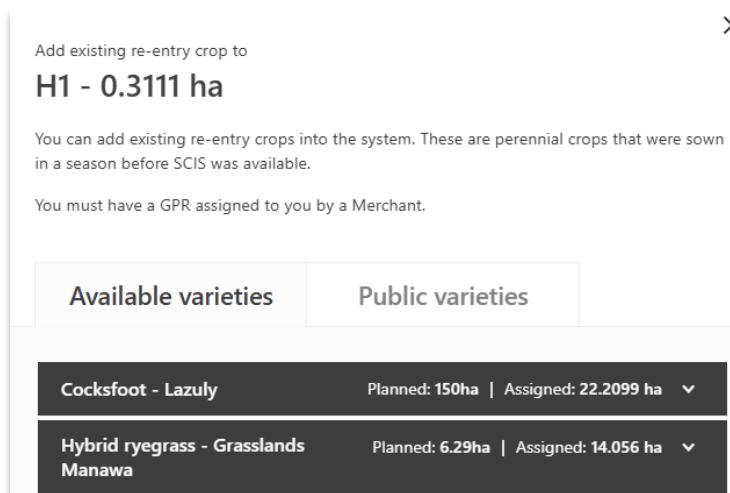 Add existing re-entry crop to
H1 - 0.3111 ha
You can add existing re-entry crops into the system. These are perennial crops that were sown
in a season before SCIS was available.
You must have a GPR assigned to you by a Merchant.
Available varieties Public varieties
Cocksfoot - Lazuly Planned: 150ha | Assigned: 22.2099 ha
Hybrid ryegrass - Grasslands Planned: 6.29ha | Assigned: 14.056 ha
Manawa